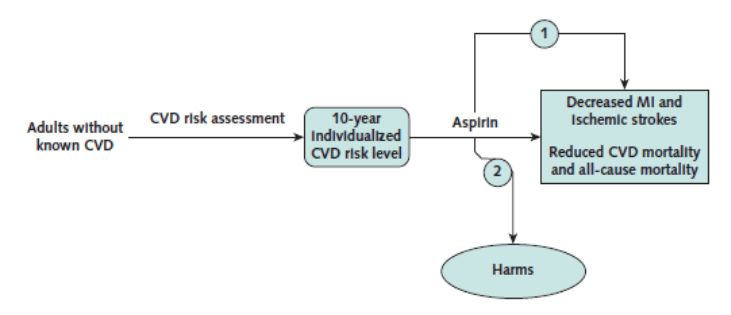 1
Adults without
known CVD
CVD risk assessment
10-year
individualized
CVD risk level
Aspirin
Decreased MI and
ischemic strokes
Reduced CVD mortality
and all-cause mortality
2
Harms